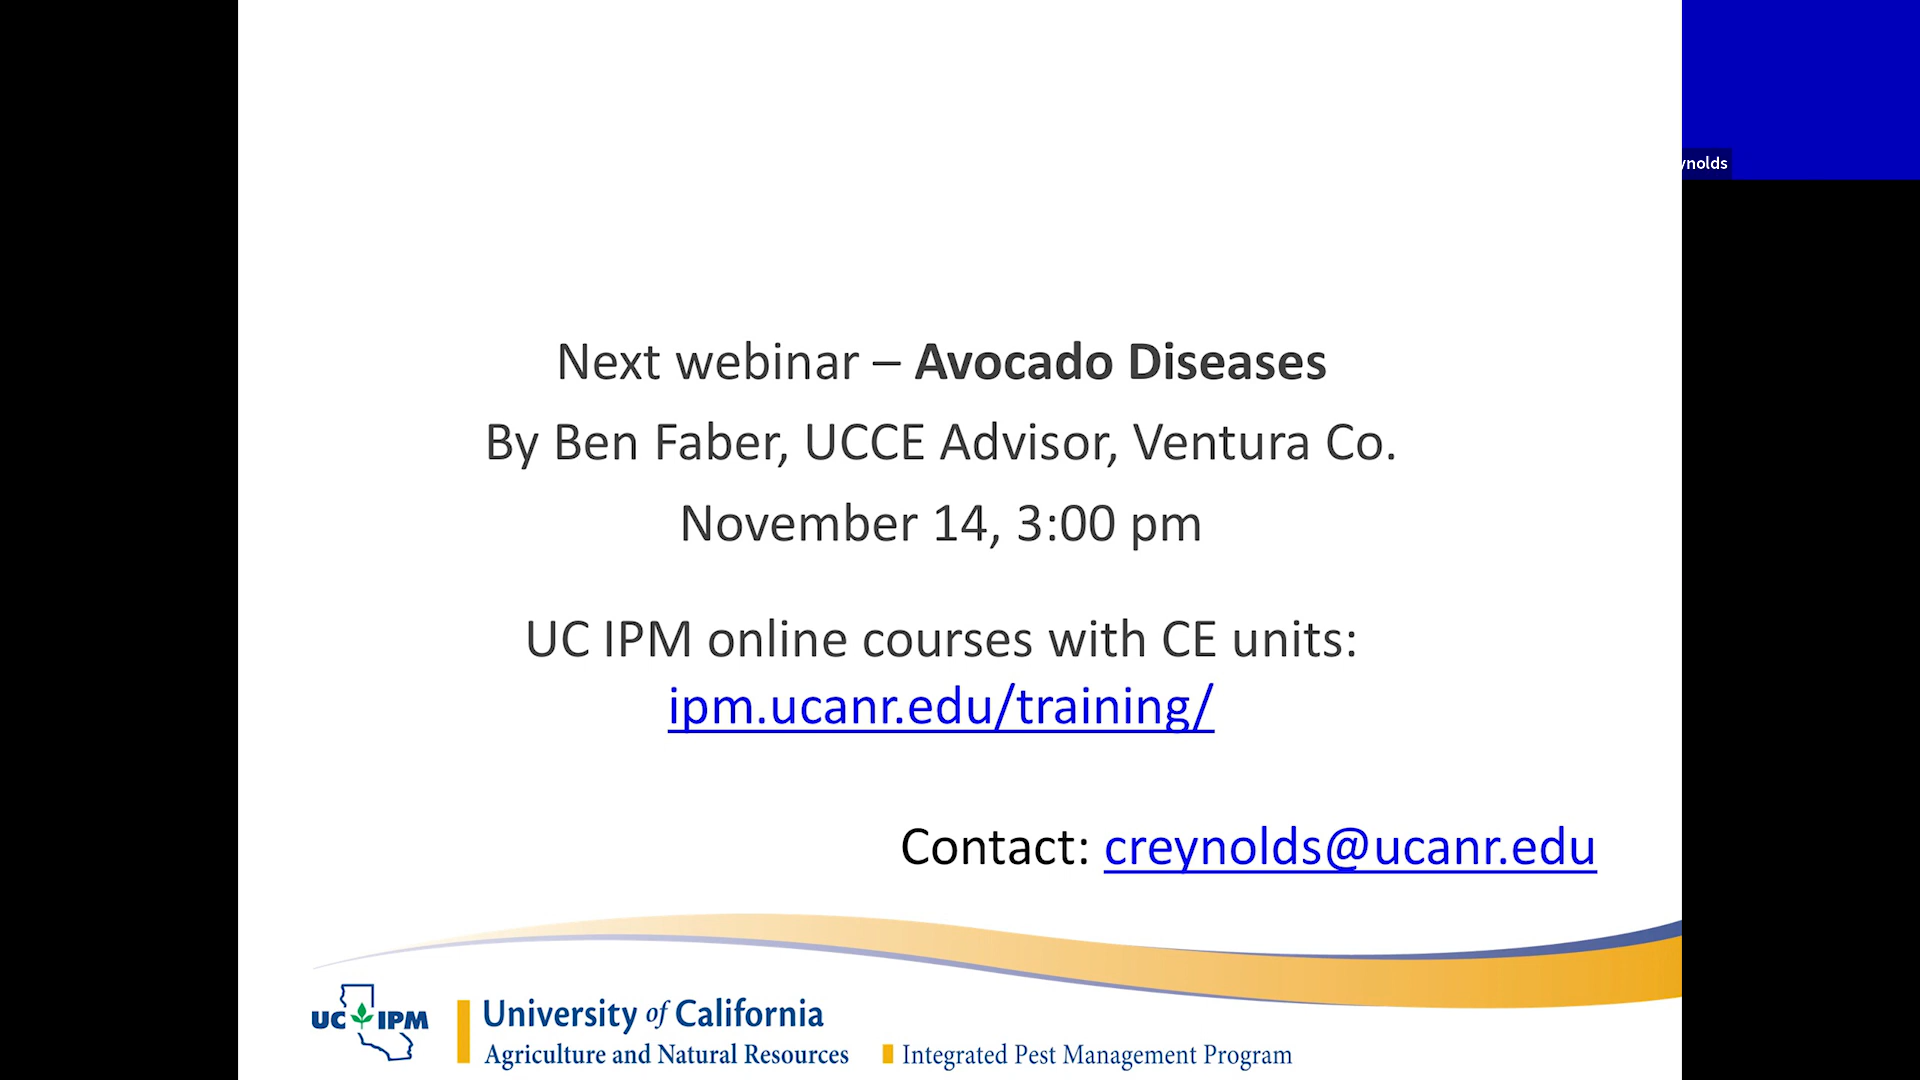 ynolds
Next webinar – Avocado Diseases
By Ben Faber, UCCE Advisor, Ventura Co.
November 14, 3:00 pm
UC IPM online courses with CE units:
ipm.ucanr.edu/training/
Contact: creynolds@ucanr.edu
UC IPM
University of California
Agriculture and Natural Resources
Integrated Pest Management Program